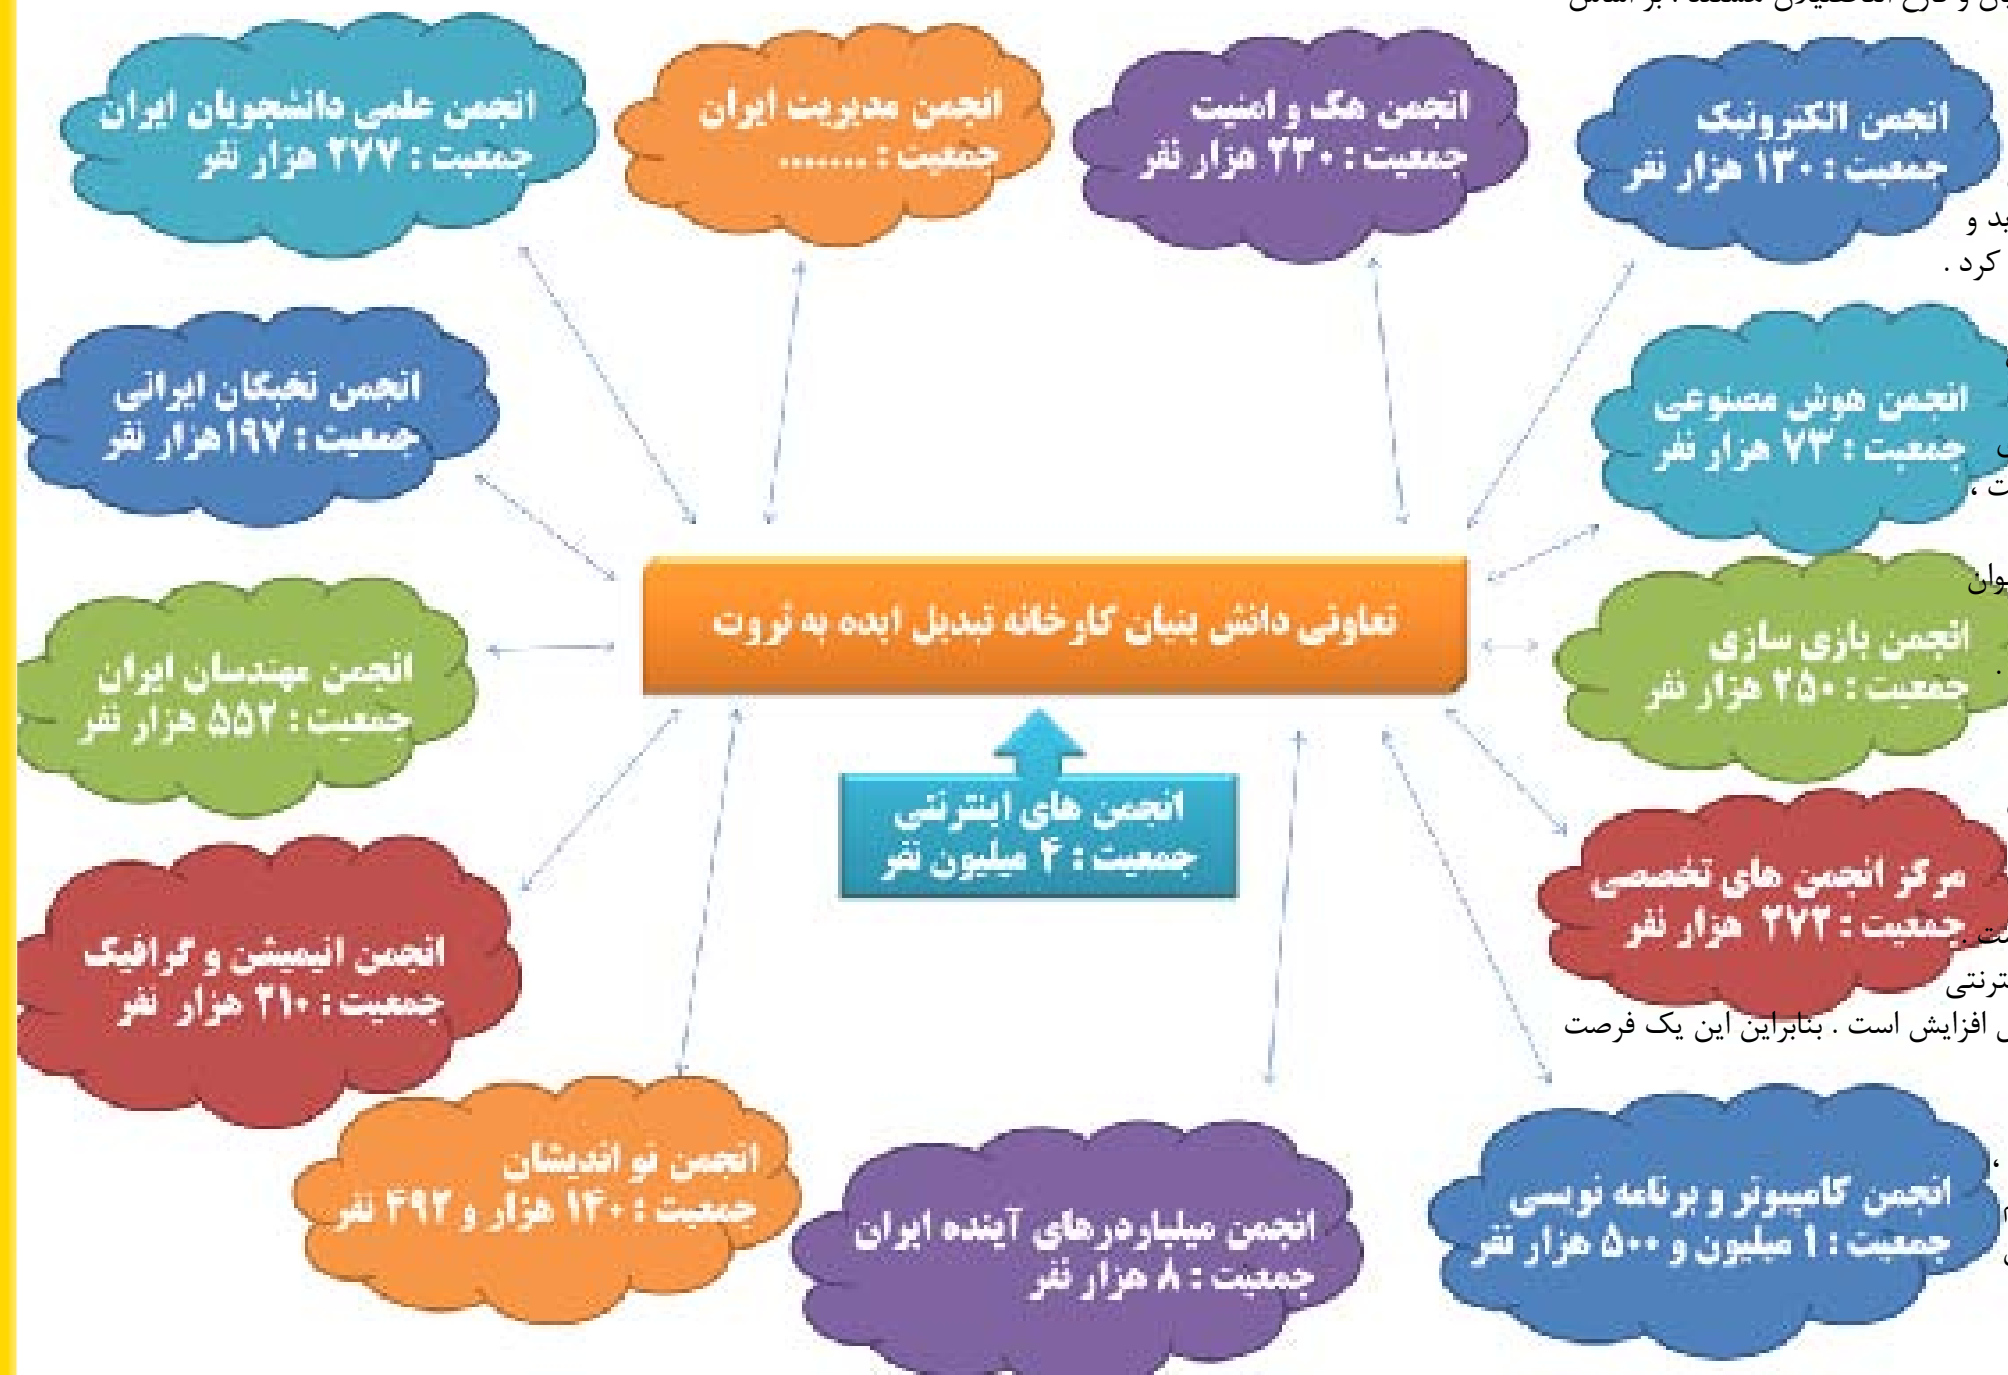 انجمن الکترونیک
جمعیت : ۱۳۰ هزار نفر
انجمن هک و امنیت
جمعیت : ۲۳۰ هزار نفر
انجمن مدیریت ایران
جمعیت : .......
انجمن علمی دانشجویان ایران
جمعیت : ۲۷۷ هزار نفر
و
کرد .
انجمن هوش مصنوعی
جمعیت : ۷۳ هزار نفر
انجمن نخبگان ایرانی
جمعیت : ۱۹۷هزار نفر
تعاونی دانش بنیان کارخانه تبدیل ایده به ثروت
انجمن بازی سازی
جمعیت : ۲۵۰ هزار نفر
انجمن مهندسان ایران
جمعیت : ۵۵۲ هزار نفر
انجمن های اینترنتی
جمعیت : ۴ میلیون نفر
مرکز انجمن های تخصصی
جمعیت : ۲۷۲ هزار نفر
انجمن انیمیشن و گرافیک
جمعیت : ۲۱۰ هزار نفر
افزایش است . بنابراین این یک فرصت
انجمن کامپیوتر و برنامه نویسی
جمعیت : ۱ میلیون و ۵۰۰ هزار نفر
انجمن میلیاردرهای آینده ایران
جمعیت : ۸ هزار نفر
انجمن نو اندیشان
جمعیت : ۱۴۰ هزار و ۴۹۲ نفر